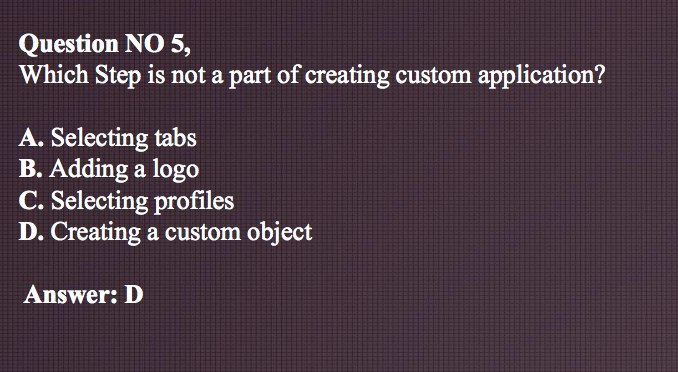 Question NO 5,
Which Step is not a part of creating custom application?
A. Selecting tabs
B. Adding a logo
C. Selecting profiles
D. Creating a custom object
Answer: D